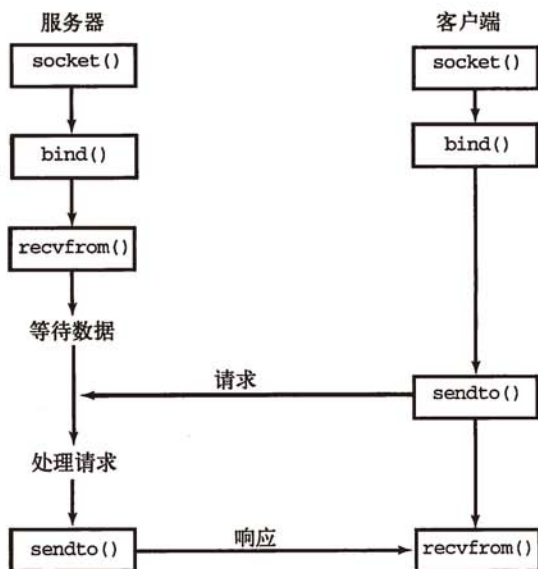 服务器
客户端
socket()
socket()
bind()
bind()
recvfrom()
等待数据
请求
sendto()
处理请求
响应
sendto()
recvfrom()